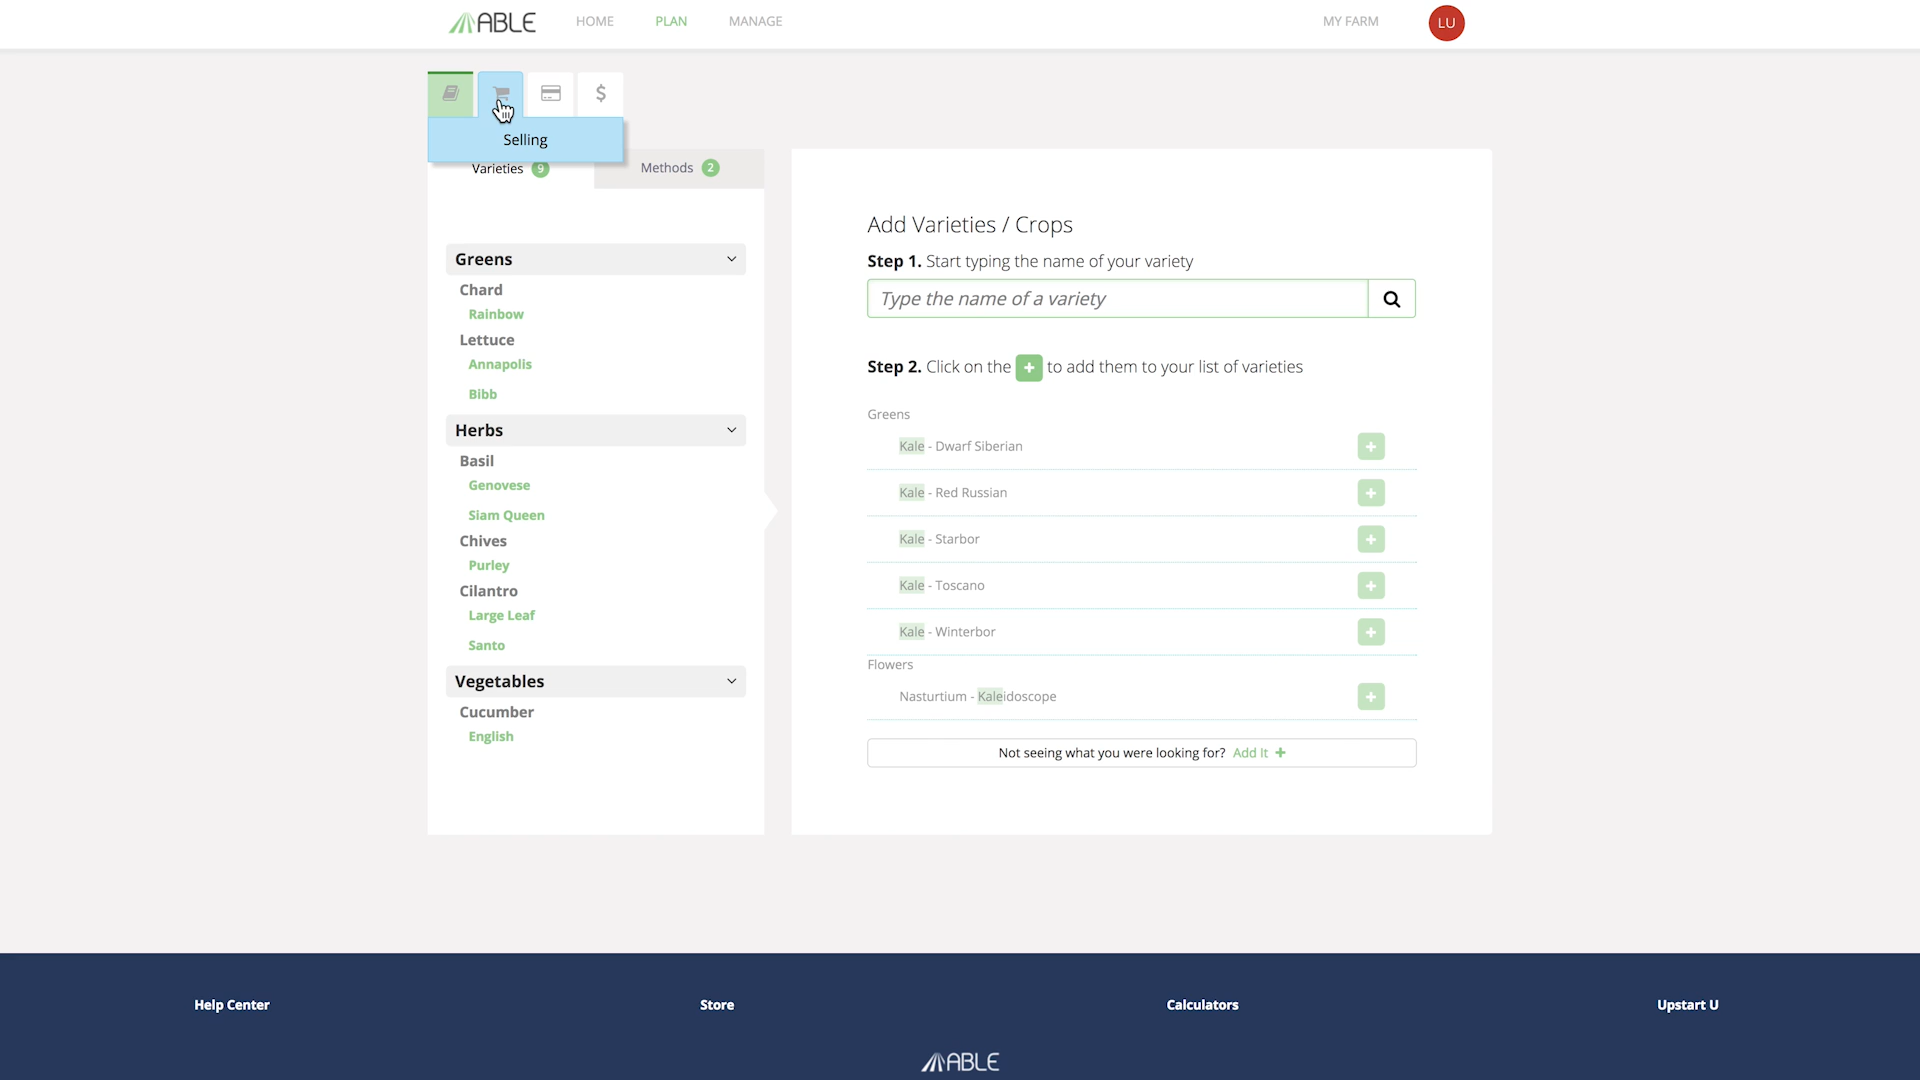 ABLE
HOME
PLAN
MANAGE
MY FARM
LU
$
Selling
Varieties 9
Methods 2
Greens
Chard
Rainbow
Lettuce
Annapolis
Bibb
Herbs
Basil
Genovese
Siam Queen
Chives
Purley
Cilantro
Large Leaf
Santo
Vegetables
Cucumber
English
Add Varieties / Crops
Step 1. Start typing the name of your variety
Type the name of a variety
Step 2. Click on the + to add them to your list of varieties
Greens
Kale - Dwarf Siberian
Kale - Red Russian
Kale - Starbor
Kale - Toscano
Kale - Winterbor
Flowers
Nasturtium - Kaleidoscope
Not seeing what you were looking for? Add It +
Help Center
Store
Calculators
Upstart U
ABLE